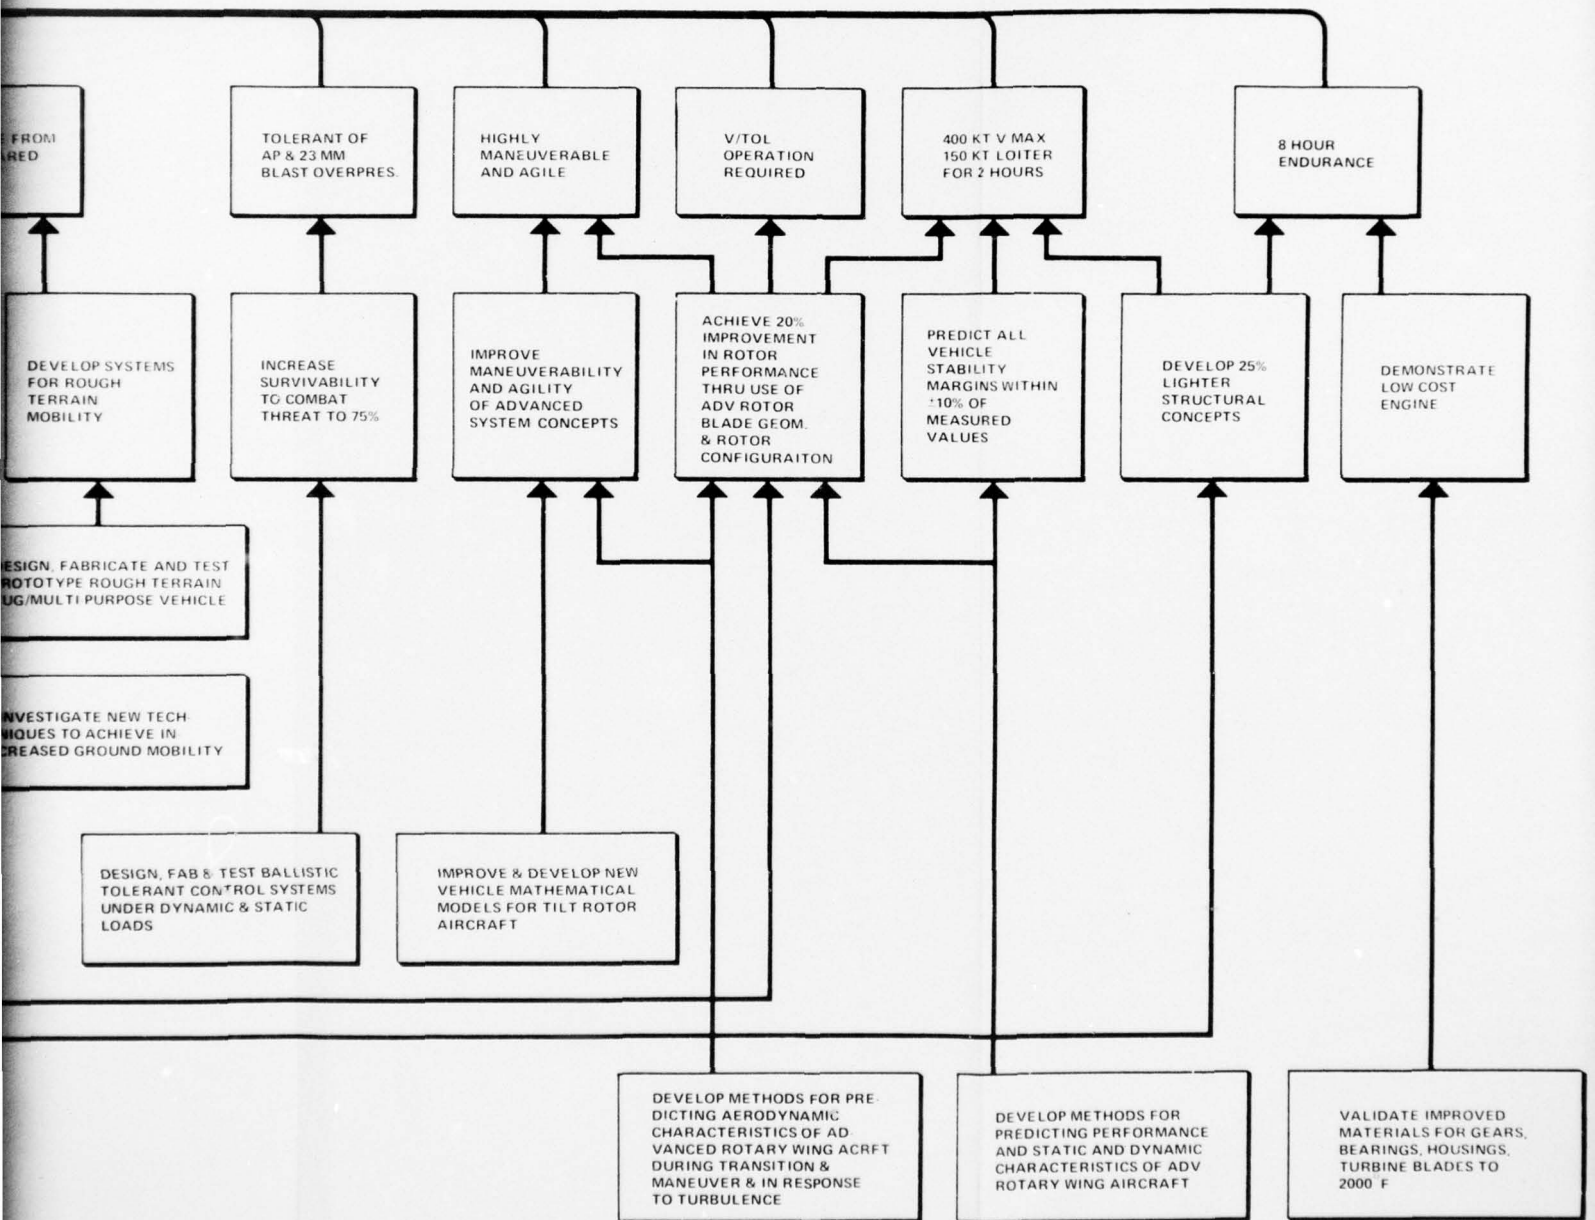 FROM
TOLERANT OF
AP & 23 MM
BLAST OVERPRES.
HIGHLY
MANEUVERABLE
AND AGILE
V/TOL
OPERATION
REQUIRED
400 KT V MAX
150 KT LOITER
FOR 2 HOURS
8 HOUR
ENDURANCE
DEVELOP SYSTEMS
FOR ROUGH
TERRAIN
MOBILITY
INCREASE
SURVIVABILITY
TO COMBAT
THREAT TO 75%
IMPROVE
MANEUVERABILITY
AND AGILITY
OF ADVANCED
SYSTEM CONCEPTS
ACHIEVE 20%
IMPROVEMENT
IN ROTOR
PERFORMANCE
THRU USE OF
ADV ROTOR
BLADE GEOM.
& ROTOR
CONFIGURAITON
PREDICT ALL
VEHICLE
STABILITY
MARGINS WITHIN
±10% OF
MEASURED
VALUES
DEVELOP 25%
LIGHTER
STRUCTURAL
CONCEPTS
DEMONSTRATE
LOW COST
ENGINE
ESIGN, FABRICATE AND TEST
ROTOTYPE ROUGH TERRAIN
UG/MULTI PURPOSE VEHICLE
NVESTIGATE NEW TECH
NIQUES TO ACHIEVE IN
CREASED GROUND MOBILITY
DESIGN, FAB & TEST BALLISTIC
TOLERANT CONTROL SYSTEMS
UNDER DYNAMIC & STATIC
LOADS
IMPROVE & DEVELOP NEW
VEHICLE MATHEMATICAL
MODELS FOR TILT ROTOR
AIRCRAFT
DEVELOP METHODS FOR PRE-
DICTING AERODYNAMIC
CHARACTERISTICS OF AD
VANCED ROTARY WING ACRFT
DURING TRANSITION &
MANEUVER & IN RESPONSE
TO TURBULENCE
DEVELOP METHODS FOR
PREDICTING PERFORMANCE
AND STATIC AND DYNAMIC
CHARACTERISTICS OF ADV
ROTARY WING AIRCRAFT
VALIDATE IMPROVED
MATERIALS FOR GEARS,
BEARINGS, HOUSINGS,
TURBINE BLADES TO
2000 F